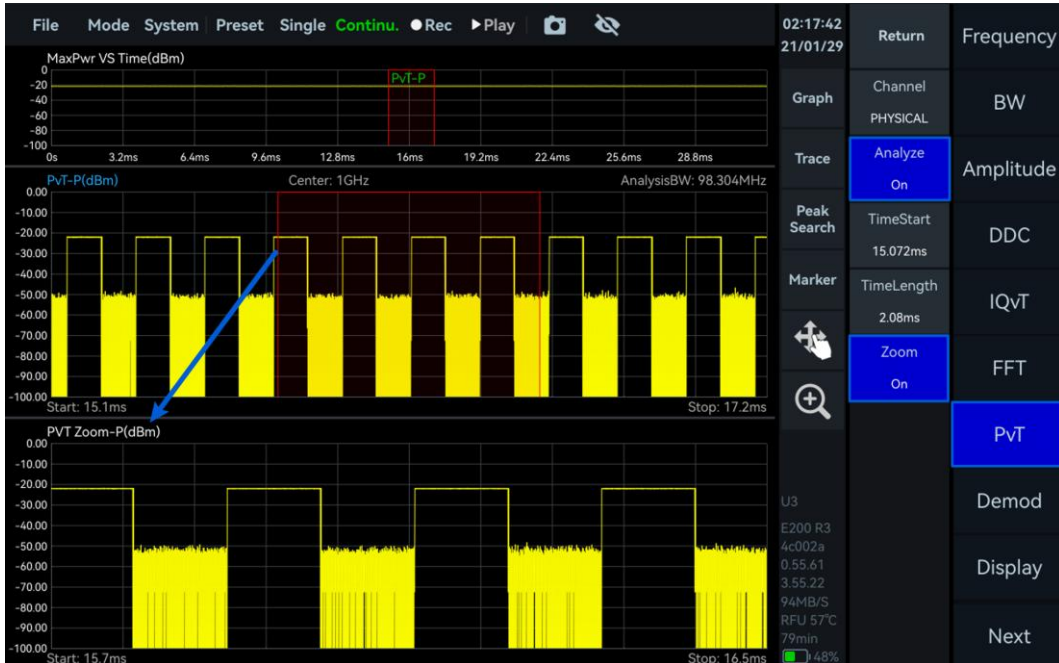 File Mode System Preset Single Continu. Rec Play
MaxPwr VS Time(dBm)
0
-20
-40
-60
-80
-100
PvT-P
0s 3.2ms 6.4ms 9.6ms 12.8ms 16ms 19.2ms 22.4ms 25.6ms 28.8ms
PvT-P(dBm) Center: 1GHz AnalysisBW: 98.304MHz
0.00
-10.00
-20.00
-30.00
-40.00
-50.00
-60.00
-70.00
-80.00
-90.00
-100.00
Start: 15.1ms Stop: 17.2ms
PVT Zoom-P(dBm)
0.00
-10.00
-20.00
-30.00
-40.00
-50.00
-60.00
-70.00
-80.00
-90.00
-100.00
Start: 15.7ms Stop: 16.5ms
02:17:42
21/01/29
Graph
Trace
Peak
Search
Marker
U3
E200 R3
4c002a
0.55.61
3.55.22
94MB/S
RFU 57℃
79min
48%
Return
Channel
PHYSICAL
Analyze
On
TimeStart
15.072ms
TimeLength
2.08ms
Zoom
On
Frequency
BW
Amplitude
DDC
IQvT
FFT
PvT
Demod
Display
Next